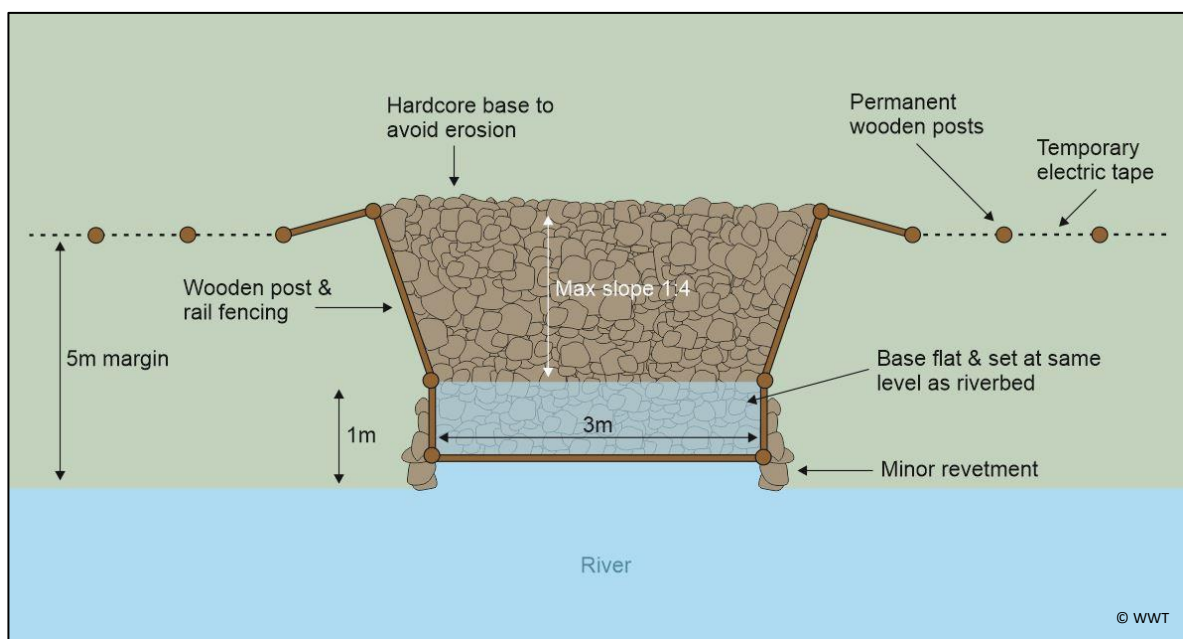 Hardcore base to
avoid erosion
Permanent
wooden posts
Temporary
electric tape
Wooden post &
rail fencing
Max slope 1:4
5m margin
Base flat & set at same
level as riverbed
1m
3m
Minor revetment
River
© WWT